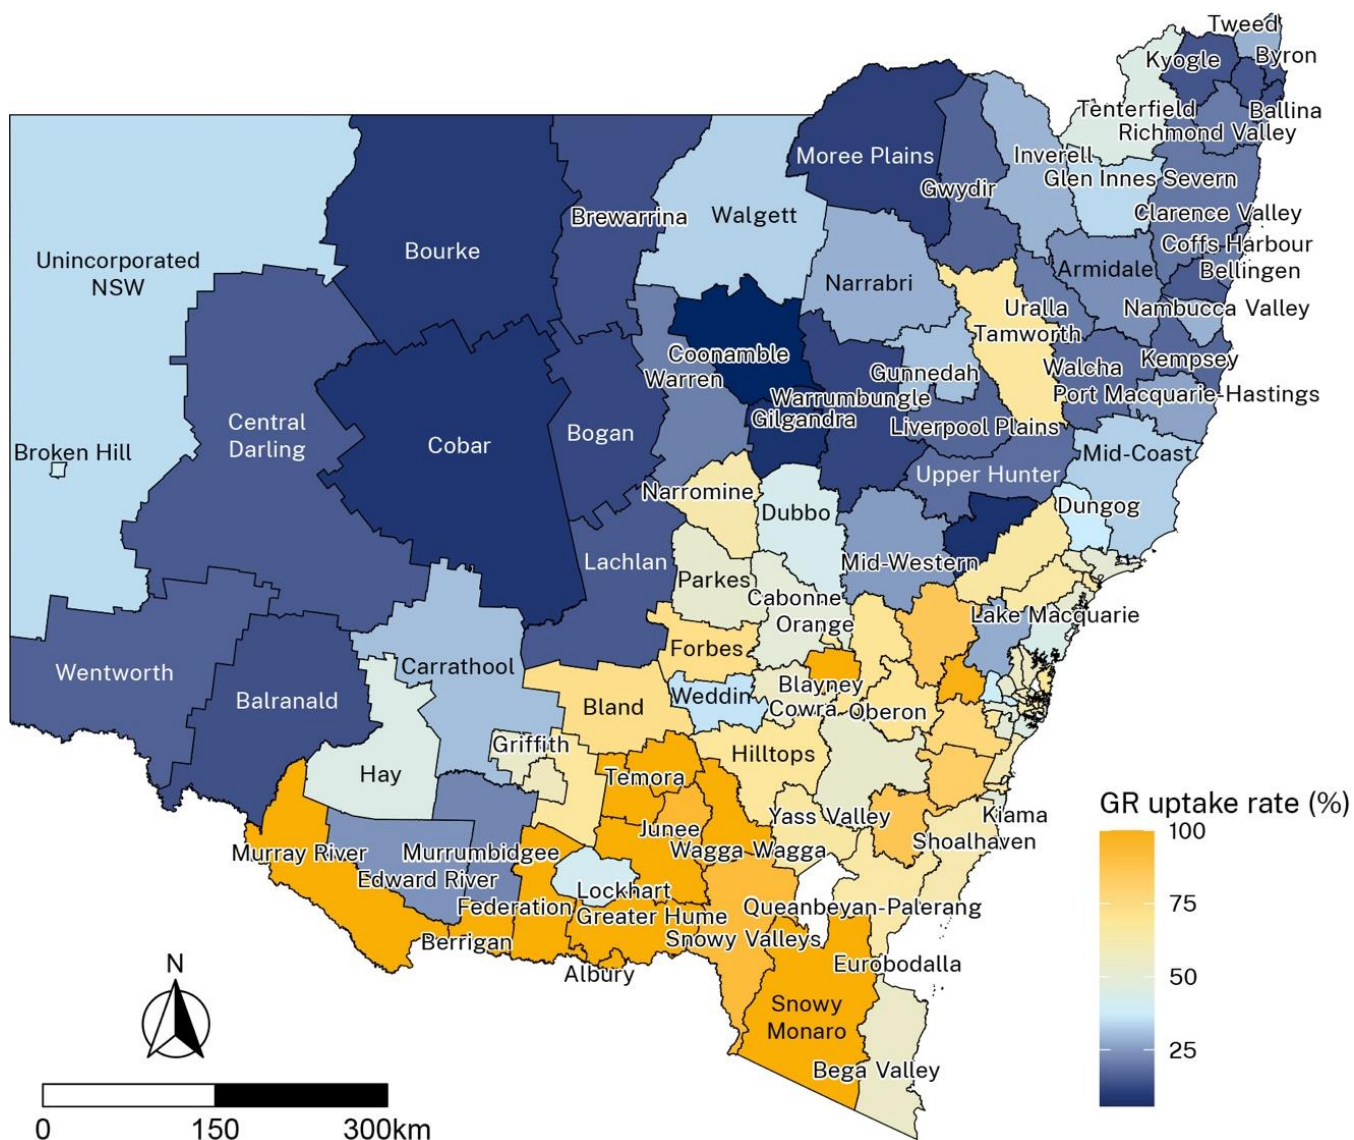 Tweed
Kyogle
Byron
Tenterfield
Ballina
Richmond Valley
Moree Plains
Inverell
Gwydir
Glen Innes Severn
Brewarrina
Walgett
Clarence Valley
Bourke
Coffs Harbour
Unincorporated
NSW
Armidale
Bellingen
Narrabri
Uralla
Nambucca Valley
Tamworth
Coonamble
Warren
Gunnedah
Walcha
Kempsey
Warrumbungle
Port Macquarie-Hastings
Gilgandra
Liverpool Plains
Central
Darling
Cobar
Bogan
Broken Hill
Mid-Coast
Upper Hunter
Narromine
Dubbo
Dungog
Lachlan
Mid-Western
Parkes
Cabonne
Orange
Lake Macquarie
Forbes
Wentworth
Carrathool
Balranald
Bland
Weddin
Blayney
Cowra
Oberon
Griffith
Hilltops
Hay
Temora
Yass Valley
Kiama
Junee
Shoalhaven
Murray River
Murrumbidgee
Wagga Wagga
Edward River
Lockhart
Federation
Greater Hume
Queanbeyan-Palerang
Berrigan
Snowy Valleys
Albury
Eurobodalla
Snowy
Monaro
Bega Valley
GR uptake rate (%)
100
75
50
25
N
0
150
300km